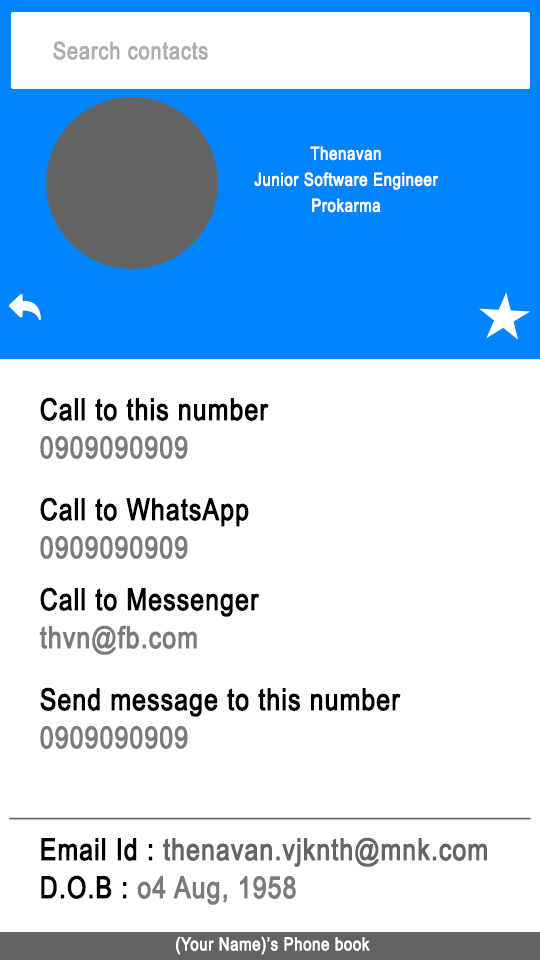 Search contacts
Thenavan
Junior Software Engineer
Prokarma
Call to this number
0909090909
Call to WhatsApp
0909090909
Call to Messenger
thvn@fb.com
Send message to this number
0909090909
Email Id : thenavan.vjknth@mnk.com
D.O.B : o4 Aug, 1958
(Your Name)'s Phone book